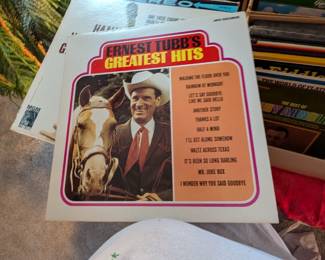 ERNEST TUBB'S
GREATEST HITS
WALKING THE FLOOR OVER YOU
RAINBOW AT MIDNIGHT
LET'S SAY GOODBYE
LIKE WE SAID HELLO
ANOTHER STORY
THANKS A LOT
HALF A MIND
I'LL GET ALONG SOMEHOW
WALTZ ACROSS TEXAS
IT'S BEEN SO LONG DARLING
MR. JUKE BOX
I WONDER WHY YOU SAID GOODBYE